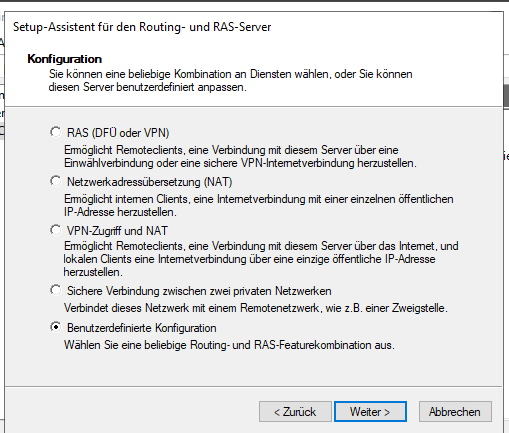 Setup-Assistent für den Routing- und RAS-Server
Konfiguration
Sie können eine beliebige Kombination an Diensten wählen, oder Sie können
diesen Server benutzerdefiniert anpassen.
RAS (DFÜ oder VPN)
Ermöglicht Remoteclients, eine Verbindung mit diesem Server über eine
Einwählverbindung oder eine sichere VPN-Internetverbindung herzustellen.
Netzwerkadressübersetzung (NAT)
Ermöglicht internen Clients, eine Internetverbindung mit einer einzelnen öffentlichen
IP-Adresse herzustellen.
VPN-Zugriff und NAT
Ermöglicht Remoteclients, eine Verbindung mit diesem Server über das Internet, und
lokalen Clients eine Internetverbindung über eine einzige öffentliche IP-Adresse
herzustellen.
Sichere Verbindung zwischen zwei privaten Netzwerken
Verbindet dieses Netzwerk mit einem Remotenetzwerk, wie z.B. einer Zweigstelle.
Benutzerdefinierte Konfiguration
Wählen Sie eine beliebige Routing- und RAS-Featurekombination aus.
< Zurück
Weiter >
Abbrechen